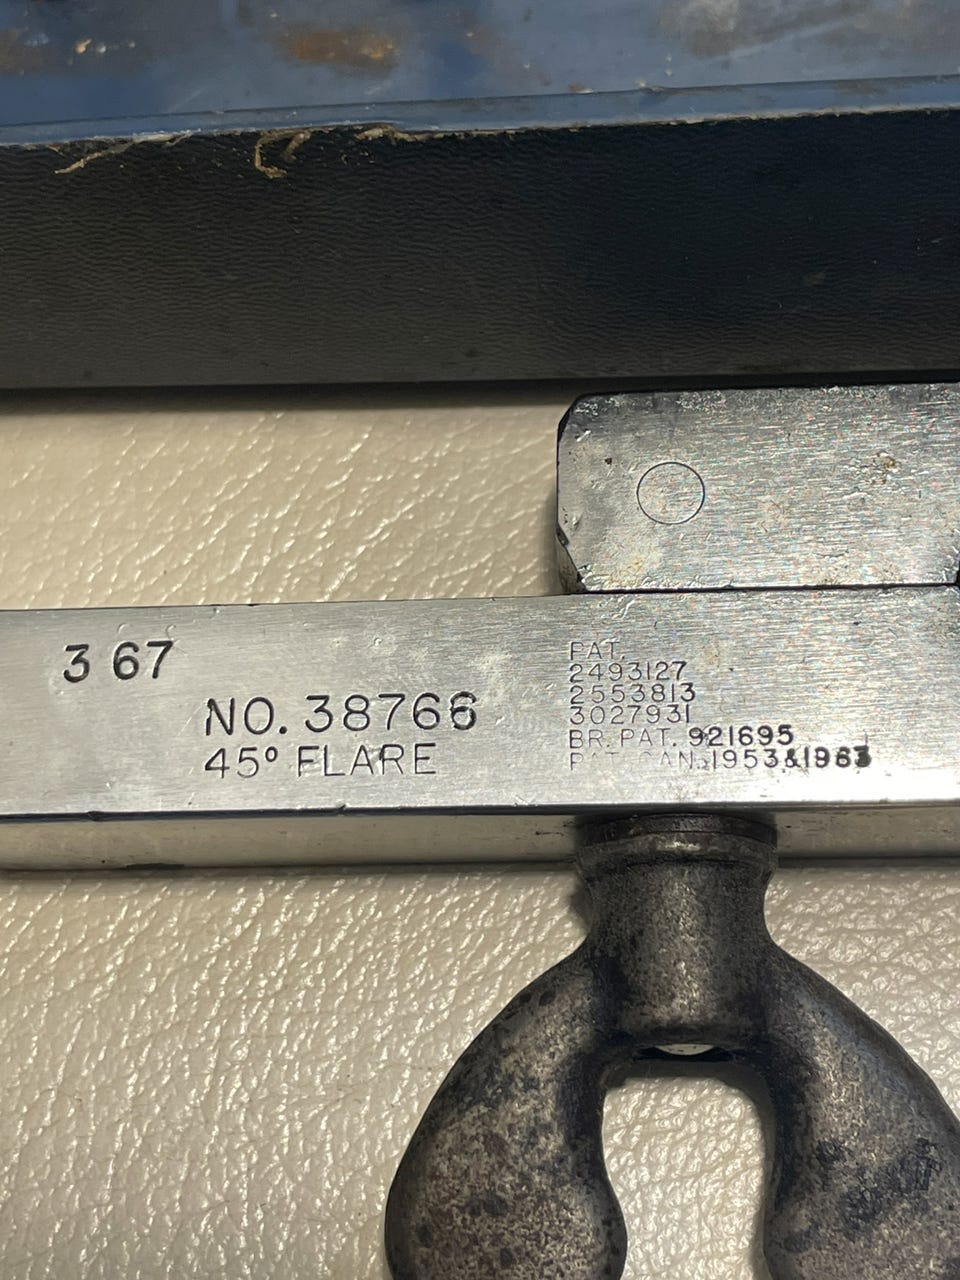 3 67
NO. 38766
45° FLARE
PAT.
2493127
2553813
3027931
BR. PAT. 921695
PAT. CAN. 1953 & 1963